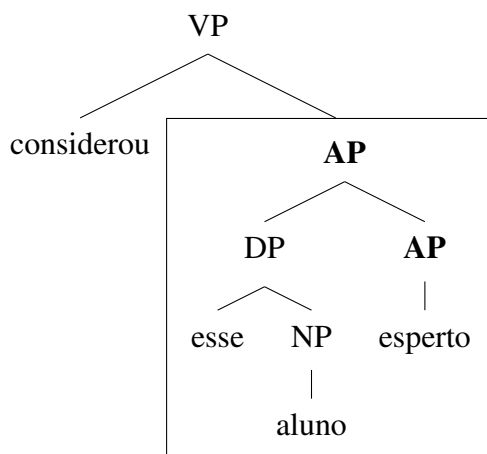 VP
considerou
AP
DP AP
esse NP esperto
aluno